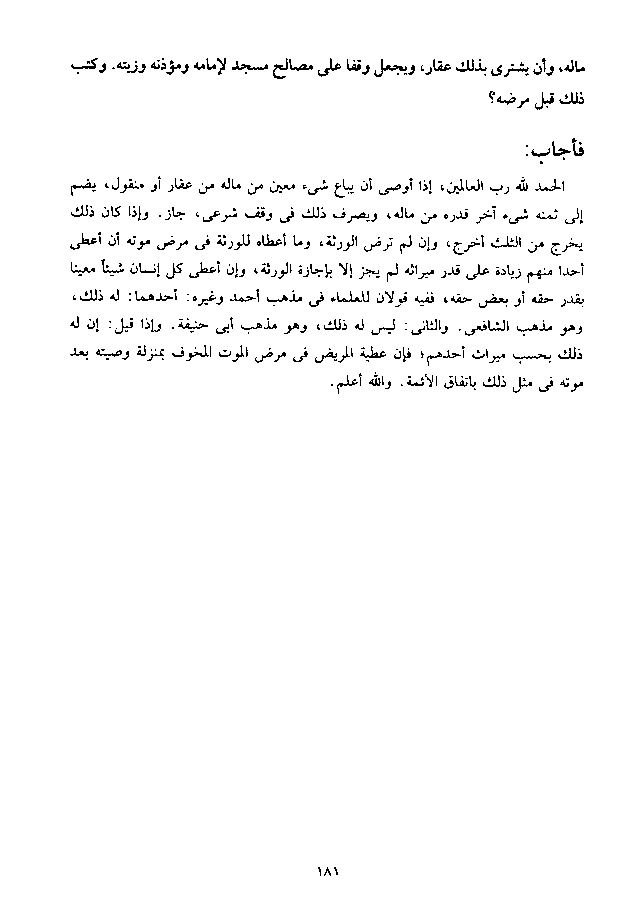 ماله، وأن يشترى بذلك عقار، ويجعل وقفا على مصالح مسجد لإمامه ومؤذنه وزيته. وكتب
ذلك قبل مرضه؟
فأجاب:
الحمد لله رب العالمين، إذا أوصى أن يباع شىء معين من ماله من عقار أو منقول، يضم
إلى ثمنه شىء آخر قدره من ماله، ويصرف ذلك فى وقف شرعى، جاز. وإذا كان ذلك
يخرج من الثلث أخرج، وإن لم ترض الورثة، وما أعطاه للورثة فى مرض موته أن أعطى
أحدا منهم زيادة على قدر ميراثه لم يجز إلا بإجازة الورثة، وإن أعطى كل إنسان شيئاً معينا
بقدر حقه أو بعض حقه، ففيه قولان للعلماء فى مذهب أحمد وغيره: أحدهما: له ذلك،
وهو مذهب الشافعى. والثانى: ليس له ذلك، وهو مذهب أبى حنيفة. وإذا قيل: إن له
ذلك بحسب ميراث أحدهم؛ فإن عطية المريض فى مرض الموت المخوف بمنزلة وصيته بعد
موته فى مثل ذلك باتفاق الأئمة. والله أعلم.
١٨١